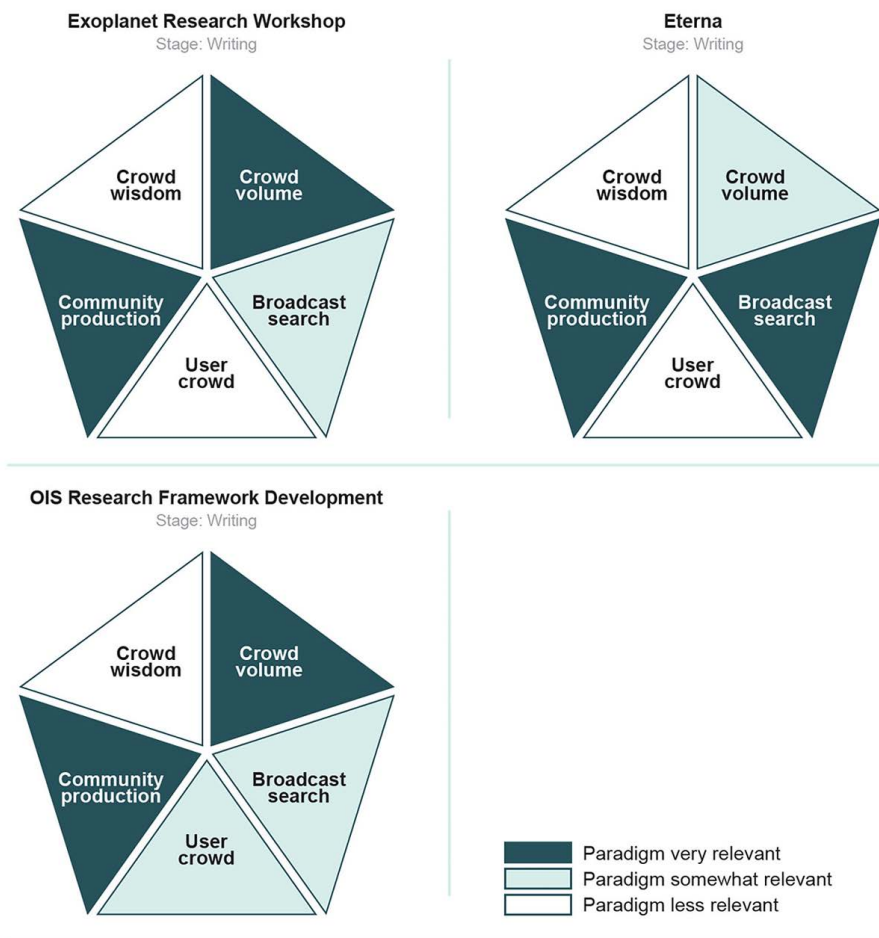 Exoplanet Research Workshop
Stage: Writing
Crowd
wisdom
Crowd
volume
Community
production
Broadcast
search
User
crowd
Eterna
Stage: Writing
Crowd
wisdom
Crowd
volume
Community
production
Broadcast
search
User
crowd
OIS Research Framework Development
Stage: Writing
Crowd
wisdom
Crowd
volume
Community
production
Broadcast
search
User
crowd
Paradigm very relevant
Paradigm somewhat relevant
Paradigm less relevant